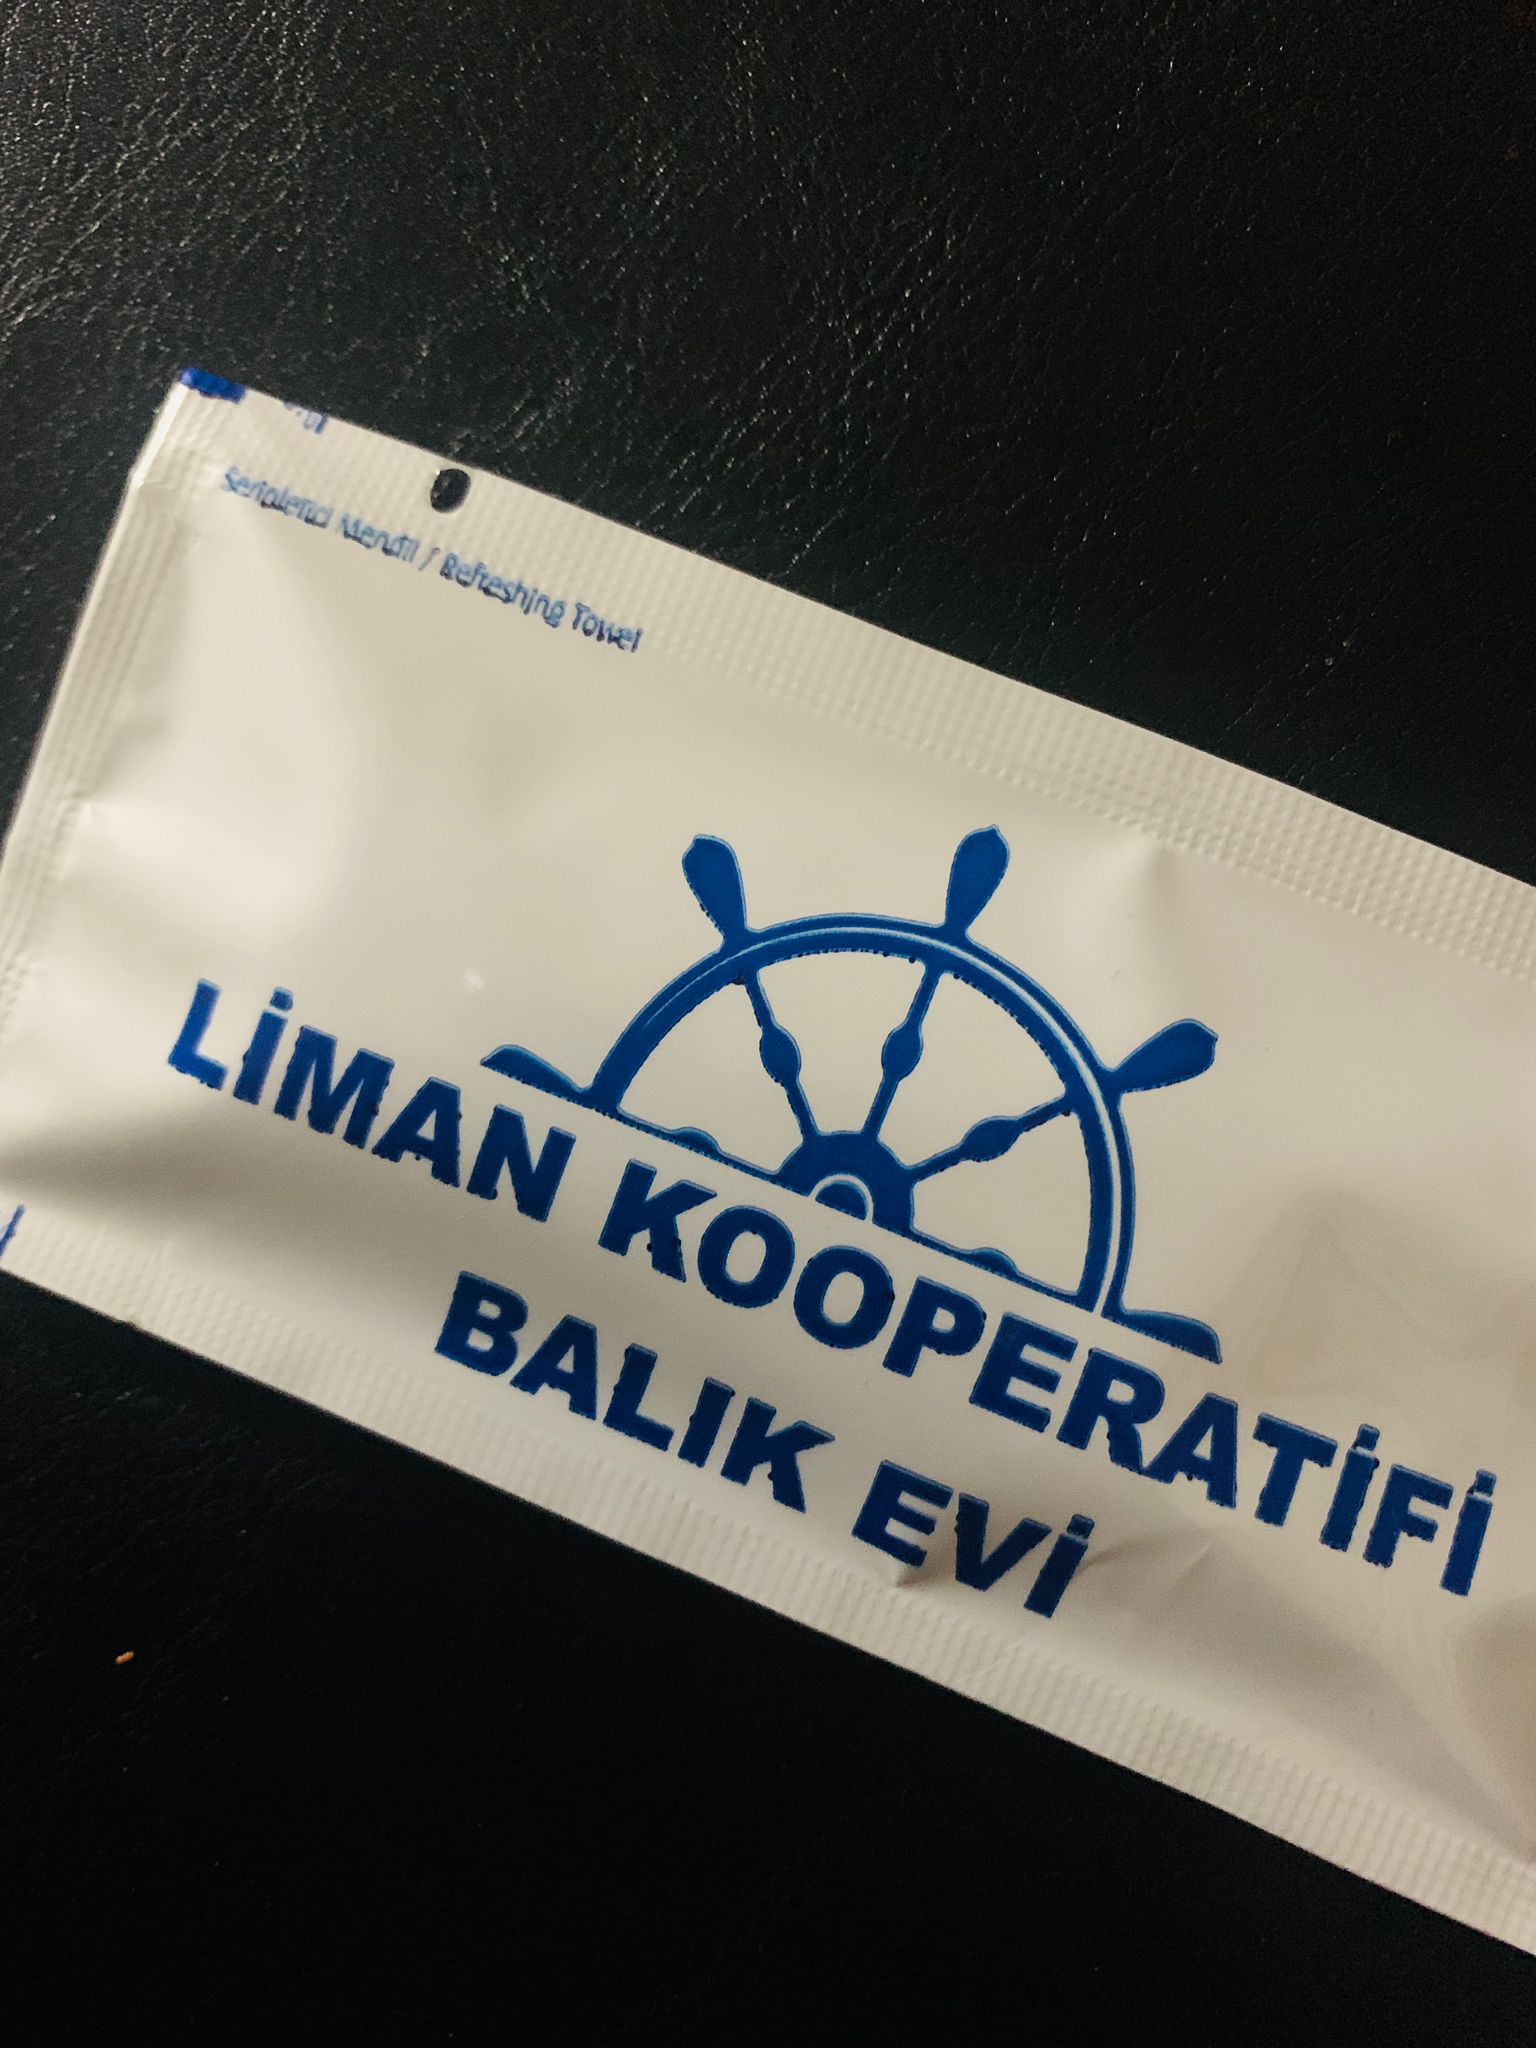 Serinletici Mendil / Refreshing Towel
LİMAN KOOPERATİFİ
BALIK EVİ